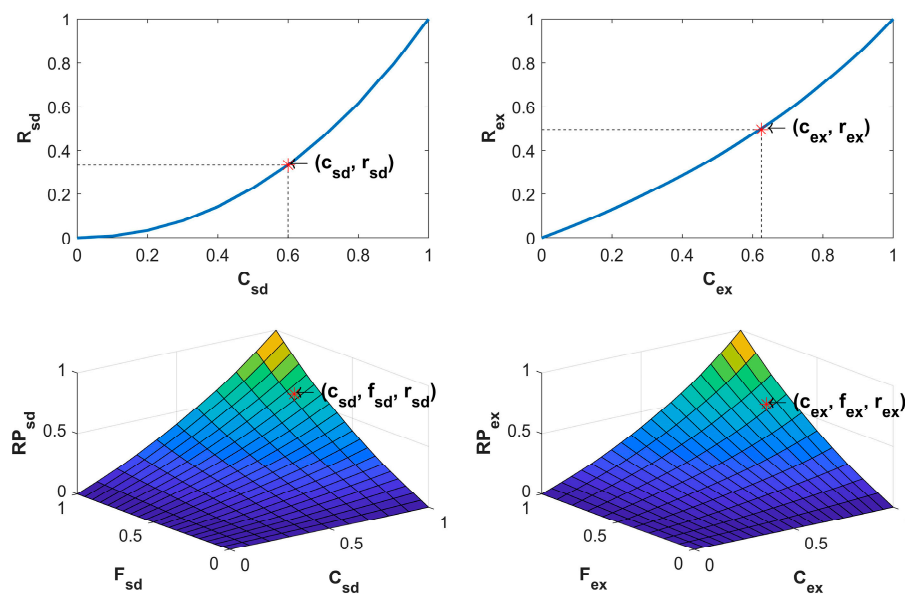 1
0.8
0.6
0.4
0.2
0
R_sd
(c_sd, r_sd)
0 0.2 0.4 0.6 0.8 1
C_sd
1
0.8
0.6
0.4
0.2
0
R_ex
(c_ex, r_ex)
0 0.2 0.4 0.6 0.8 1
C_ex
1
0.5
0
RP_sd
(c_sd, f_sd, r_sd)
1
0.5
0
F_sd
0
0.5
1
C_sd
1
0.5
0
RP_ex
(c_ex, f_ex, r_ex)
1
0.5
0
F_ex
0
0.5
1
C_ex